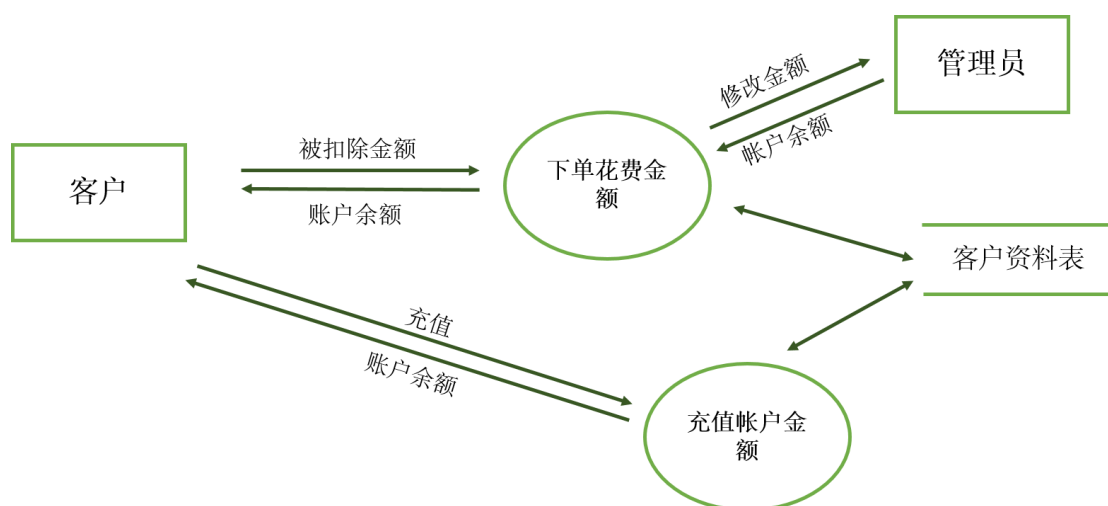 管理员
修改金额
帐户余额
被扣除金额
下单花费金
额
客户
账户余额
客户资料表
充值
账户余额
充值帐户金
额